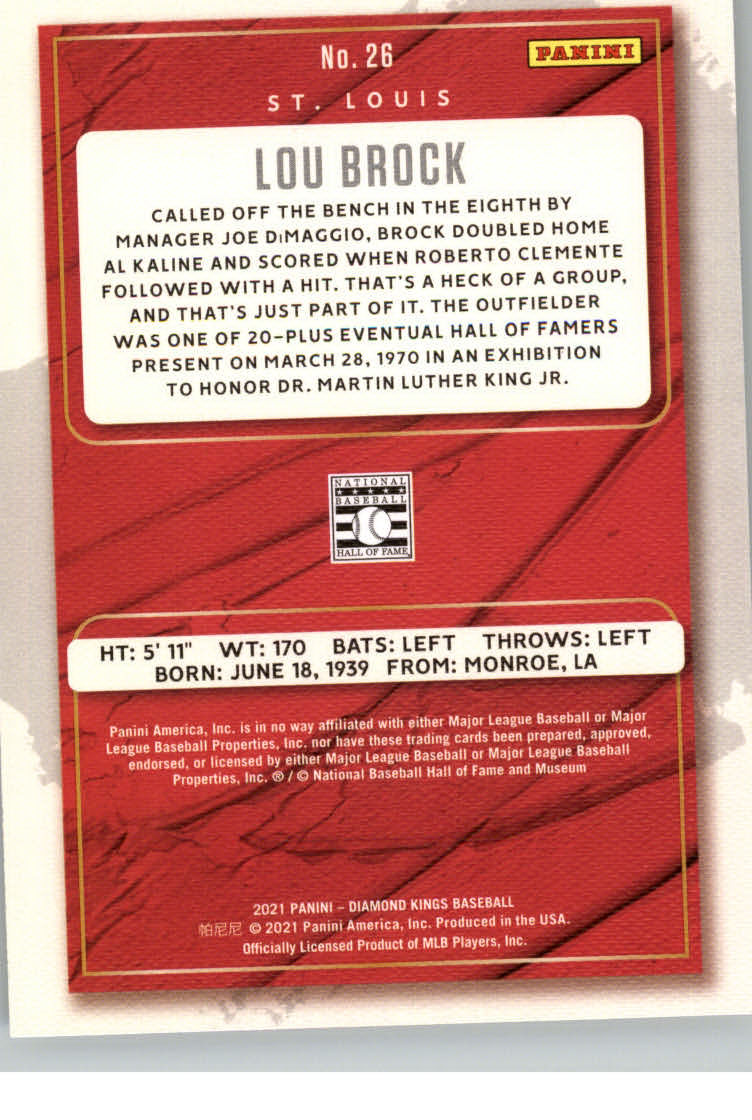 No. 26
PANINI
ST. LOUIS
LOU BROCK
CALLED OFF THE BENCH IN THE EIGHTH BY
MANAGER JOE DiMAGGIO, BROCK DOUBLED HOME
AL KALINE AND SCORED WHEN ROBERTO CLEMENTE
FOLLOWED WITH A HIT. THAT'S A HECK OF A GROUP,
AND THAT'S JUST PART OF IT. THE OUTFIELDER
WAS ONE OF 20-PLUS EVENTUAL HALL OF FAMERS
PRESENT ON MARCH 28, 1970 IN AN EXHIBITION
TO HONOR DR. MARTIN LUTHER KING JR.
NATIONAL
BASEBALL
HALL OF FAME
HT: 5' 11" WT: 170 BATS: LEFT THROWS: LEFT
BORN: JUNE 18, 1939 FROM: MONROE, LA
Panini America, Inc. is in no way affiliated with either Major League Baseball or Major
League Baseball Properties, Inc. nor have these trading cards been prepared, approved,
endorsed, or licensed by either Major League Baseball or Major League Baseball
Properties, Inc. ® / © National Baseball Hall of Fame and Museum
2021 PANINI – DIAMOND KINGS BASEBALL
帕尼尼 © 2021 Panini America, Inc. Produced in the USA.
Officially Licensed Product of MLB Players, Inc.